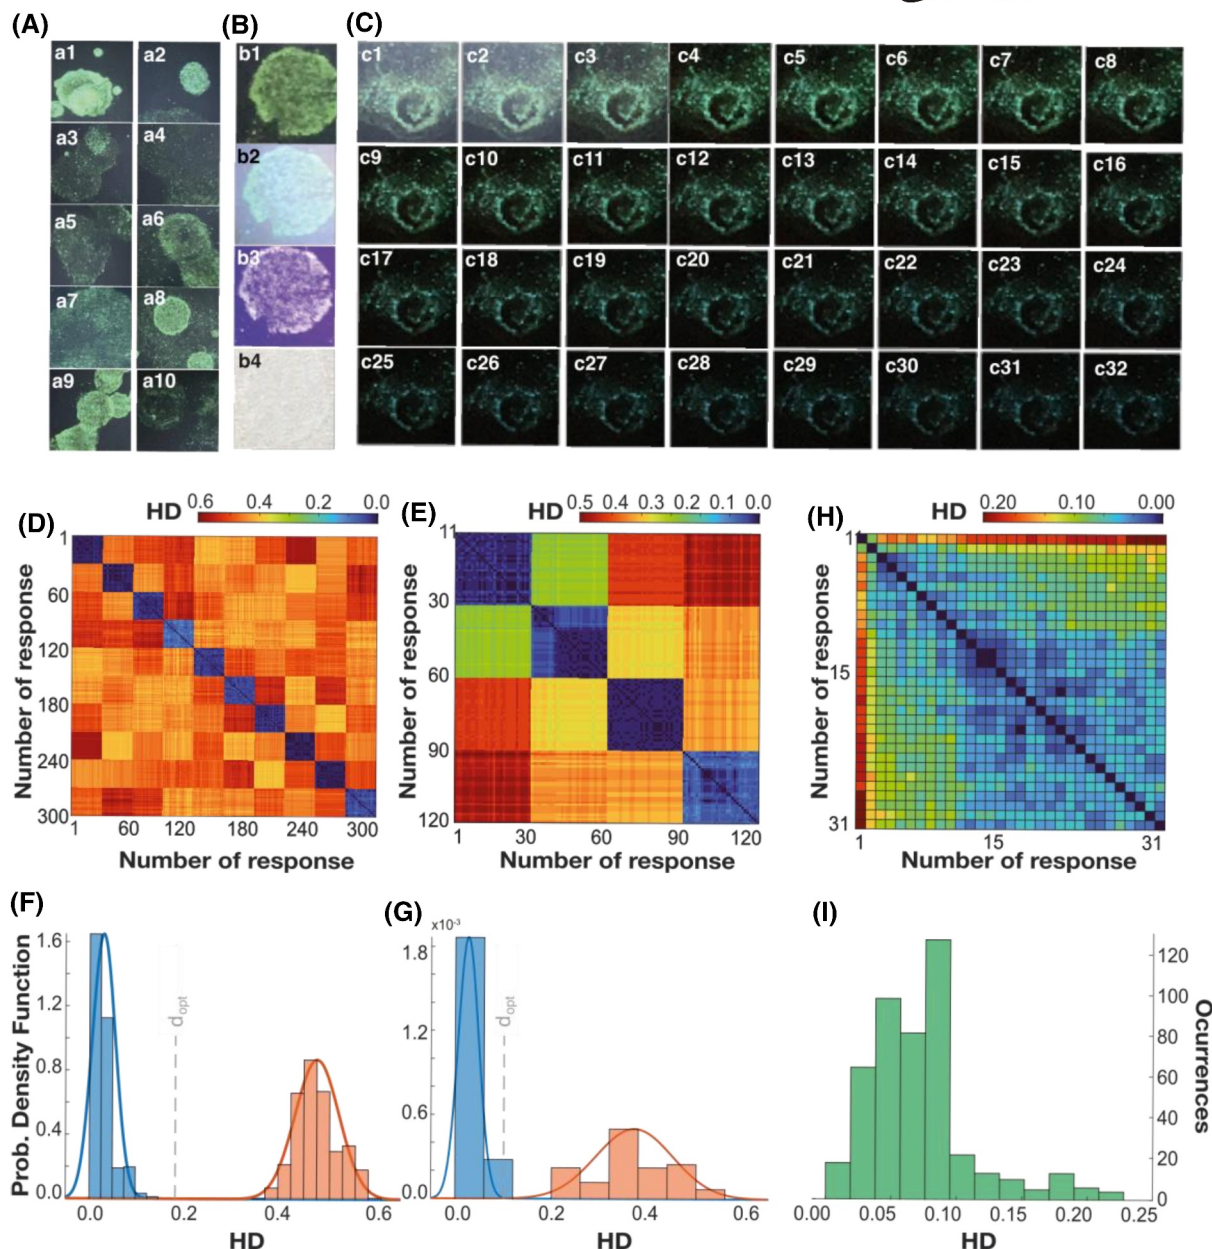 (A) (B) (C)
a1 a2 b1 c1 c2 c3 c4 c5 c6 c7 c8
a3 a4 b2 c9 c10 c11 c12 c13 c14 c15 c16
a5 a6 b3 c17 c18 c19 c20 c21 c22 c23 c24
a7 a8 b4 c25 c26 c27 c28 c29 c30 c31 c32
a9 a10
(D) HD 0.6 0.4 0.2 0.0
1
60
120
180
240
300
Number of response
1 60 120 180 240 300
Number of response
(E) HD 0.5 0.4 0.3 0.2 0.1 0.0
11
30
60
90
120
Number of response
1 30 60 90 120
Number of response
(H) HD 0.20 0.10 0.00
11
15
31
Number of response
1 15 31
Number of response
(F)
Prob. Density Function
1.6
1.2
0.8
0.4
0.0
dopt
0.0 0.2 0.4 0.6
HD
(G)
x10-3
1.8
1.2
0.6
0.0
dopt
0.0 0.2 0.4 0.6
HD
(I)
120
100
80
60
40
20
0
Ocurrences
0.00 0.05 0.10 0.15 0.20 0.25
HD